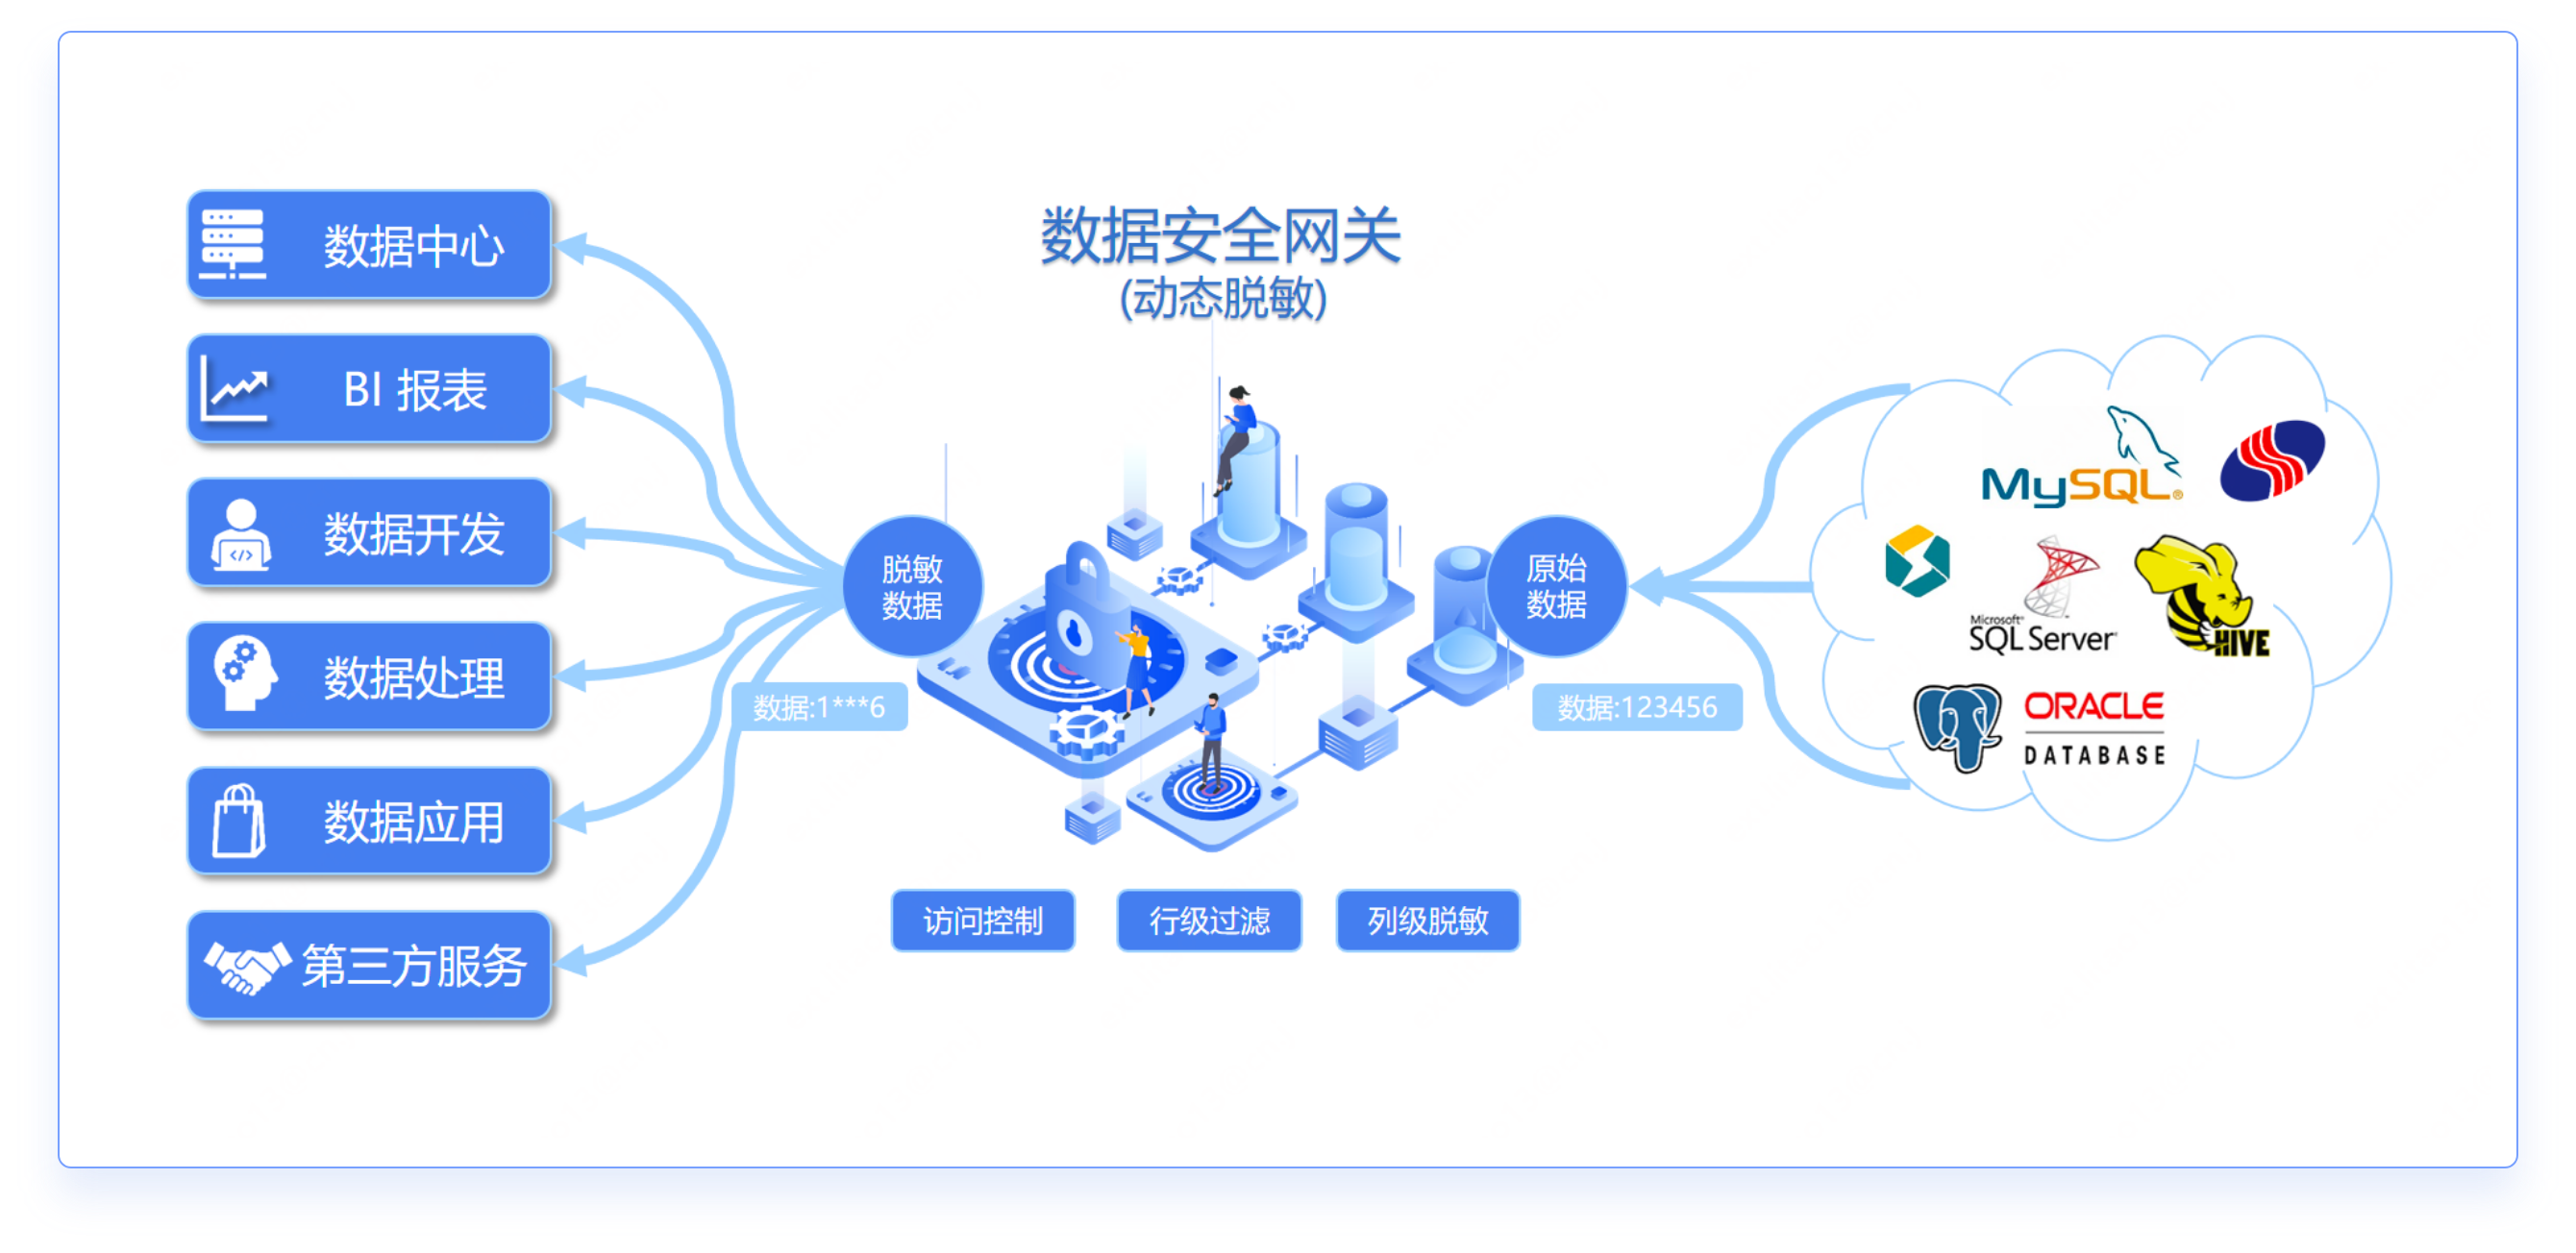 数据安全网关
(动态脱敏)
数据中心
BI 报表
数据开发
数据处理
数据应用
第三方服务
脱敏
数据
数据:1***6
原始
数据
数据:123456
访问控制
行级过滤
列级脱敏
MySQL®
Microsoft®
SQL Server
HIVE
ORACLE
DATABASE